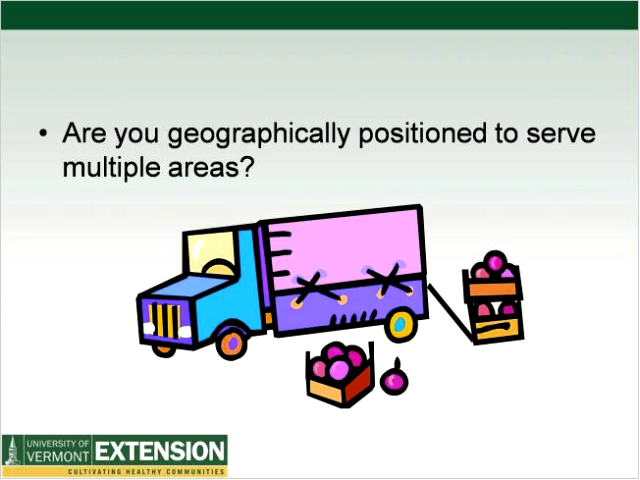 • Are you geographically positioned to serve
multiple areas?
UNIVERSITY OF
VERMONT
EXTENSION
CULTIVATING HEALTHY COMMUNITIES